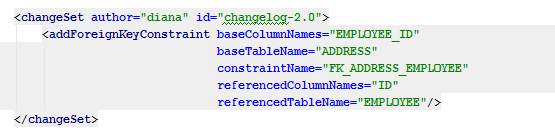 <changeSet author="diana" id="changelog-2.0">
<addForeignKeyConstraint baseColumnNames="EMPLOYEE_ID"
baseTableName="ADDRESS"
constraintName="FK_ADDRESS_EMPLOYEE"
referencedColumnNames="ID"
referencedTableName="EMPLOYEE"/>
</changeSet>